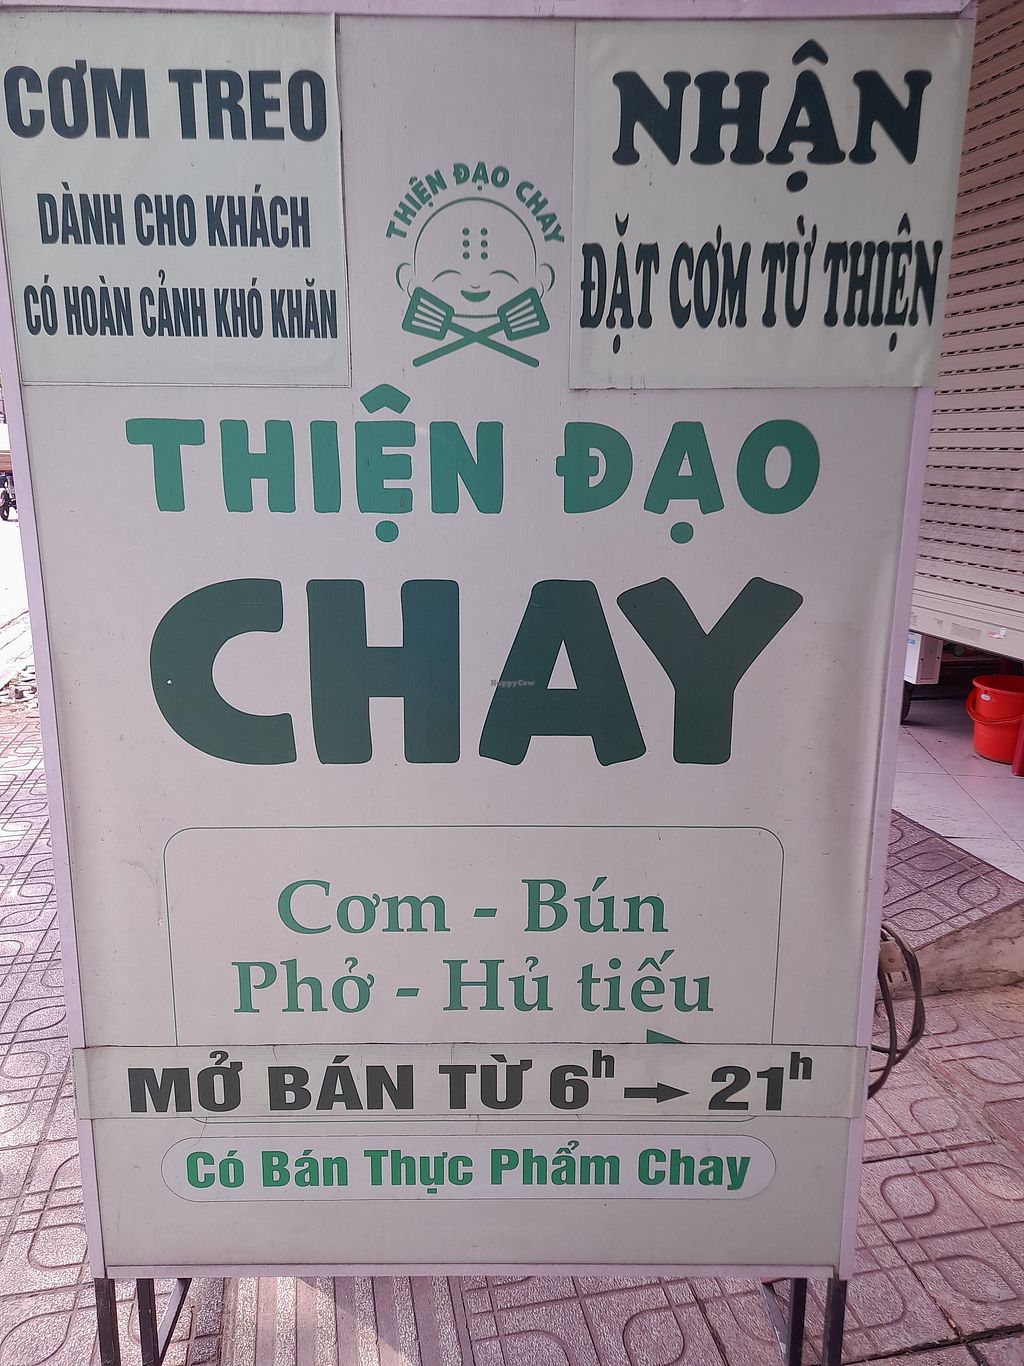 CƠM TREO
DÀNH CHO KHÁCH
CÓ HOÀN CẢNH KHÓ KHĂN
NHẬN
ĐẶT CƠM TỪ THIỆN
THIỆN ĐẠO CHAY
THIỆN ĐẠO
CHAY
HappyCow
Cơm - Bún
Phở - Hủ tiếu
MỞ BÁN TỪ 6h → 21h
Có Bán Thực Phẩm Chay